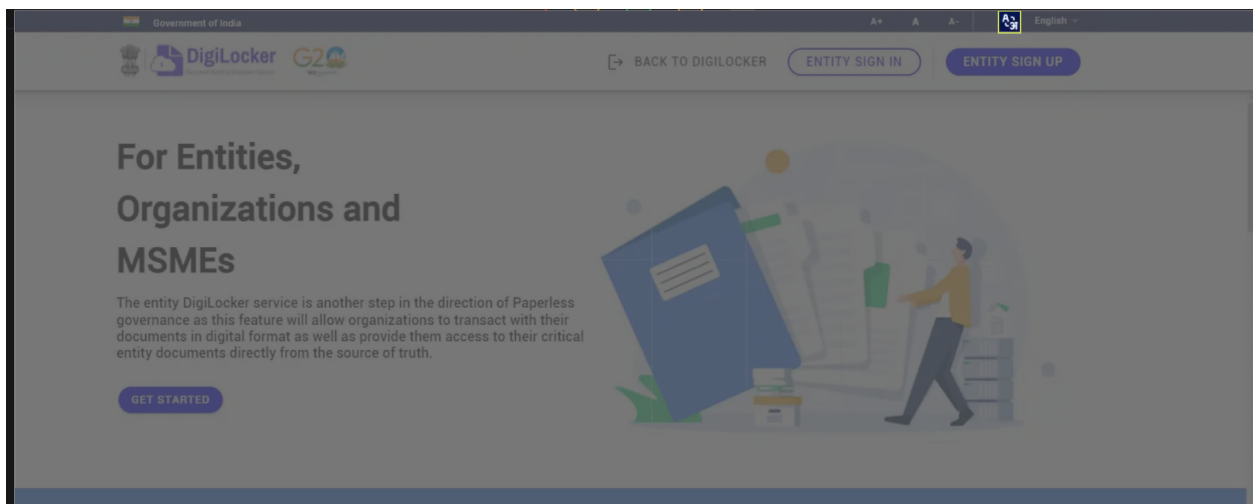 Government of India
A+ A A- Aअ English
DigiLocker G20
BACK TO DIGILOCKER ENTITY SIGN IN ENTITY SIGN UP
For Entities,
Organizations and
MSMEs
The entity DigiLocker service is another step in the direction of Paperless
governance as this feature will allow organizations to transact with their
documents in digital format as well as provide them access to their critical
entity documents directly from the source of truth.
GET STARTED